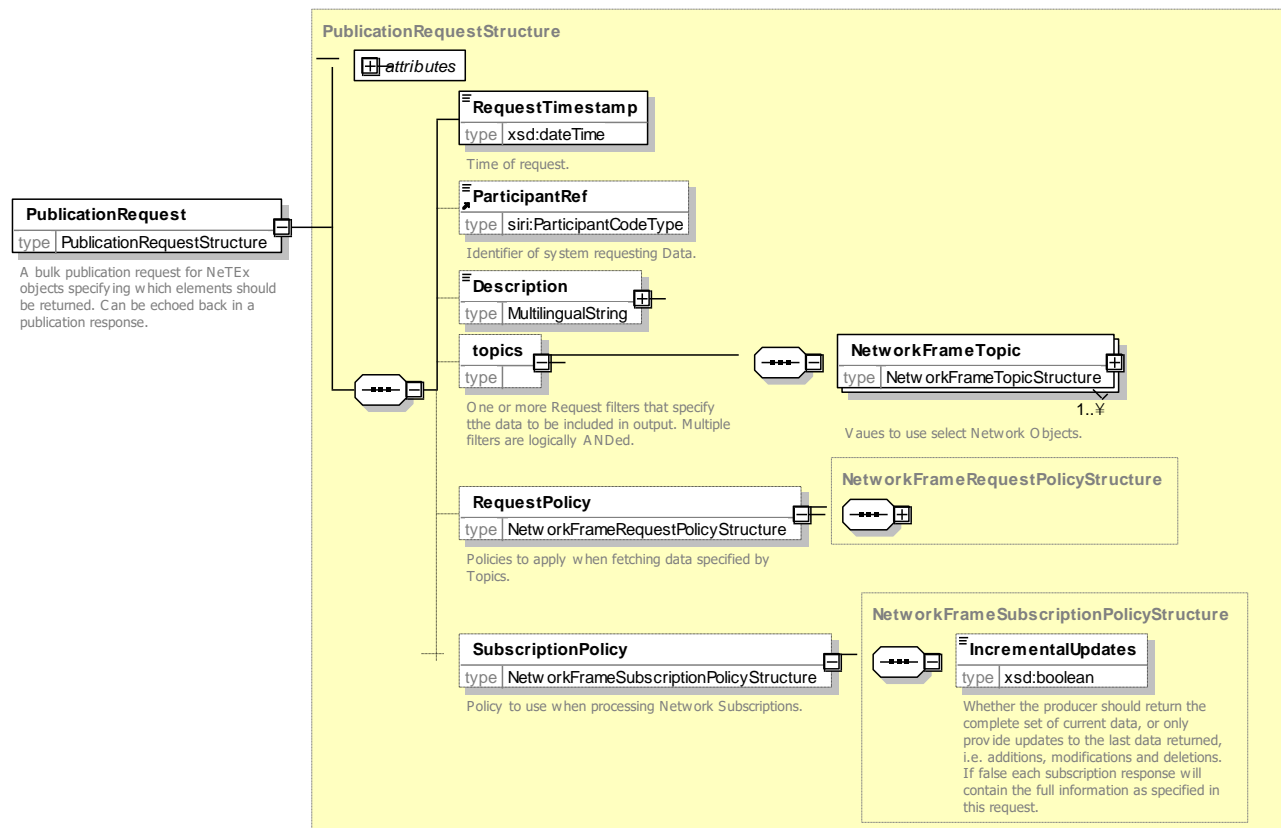 PublicationRequestStructure
attributes
RequestTimestamp
type xsd:dateTime
Time of request.
ParticipantRef
type siri:ParticipantCodeType
Identifier of system requesting Data.
PublicationRequest
type PublicationRequestStructure
A bulk publication request for NeTEx
objects specifying which elements should
be returned. Can be echoed back in a
publication response.
Description
type MultilingualString
topics
type
One or more Request filters that specify
tthe data to be included in output. Multiple
filters are logically ANDed.
NetworkFrameTopic
type NetworkFrameTopicStructure
1..¥
Vaues to use select Network Objects.
RequestPolicy
type NetworkFrameRequestPolicyStructure
Policies to apply when fetching data specified by
Topics.
NetworkFrameRequestPolicyStructure
SubscriptionPolicy
type NetworkFrameSubscriptionPolicyStructure
Policy to use when processing Network Subscriptions.
NetworkFrameSubscriptionPolicyStructure
IncrementalUpdates
type xsd:boolean
Whether the producer should return the
complete set of current data, or only
provide updates to the last data returned,
i.e. additions, modifications and deletions.
If false each subscription response will
contain the full information as specified in
this request.